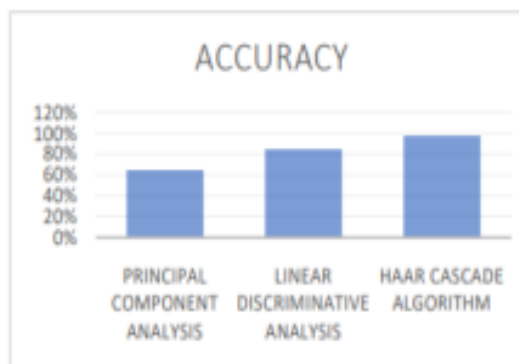 ACCURACY
120%
100%
80%
60%
40%
20%
0%
PRINCIPAL
COMPONENT
ANALYSIS
LINEAR
DISCRIMINATIVE
ANALYSIS
HAAR CASCADE
ALGORITHM